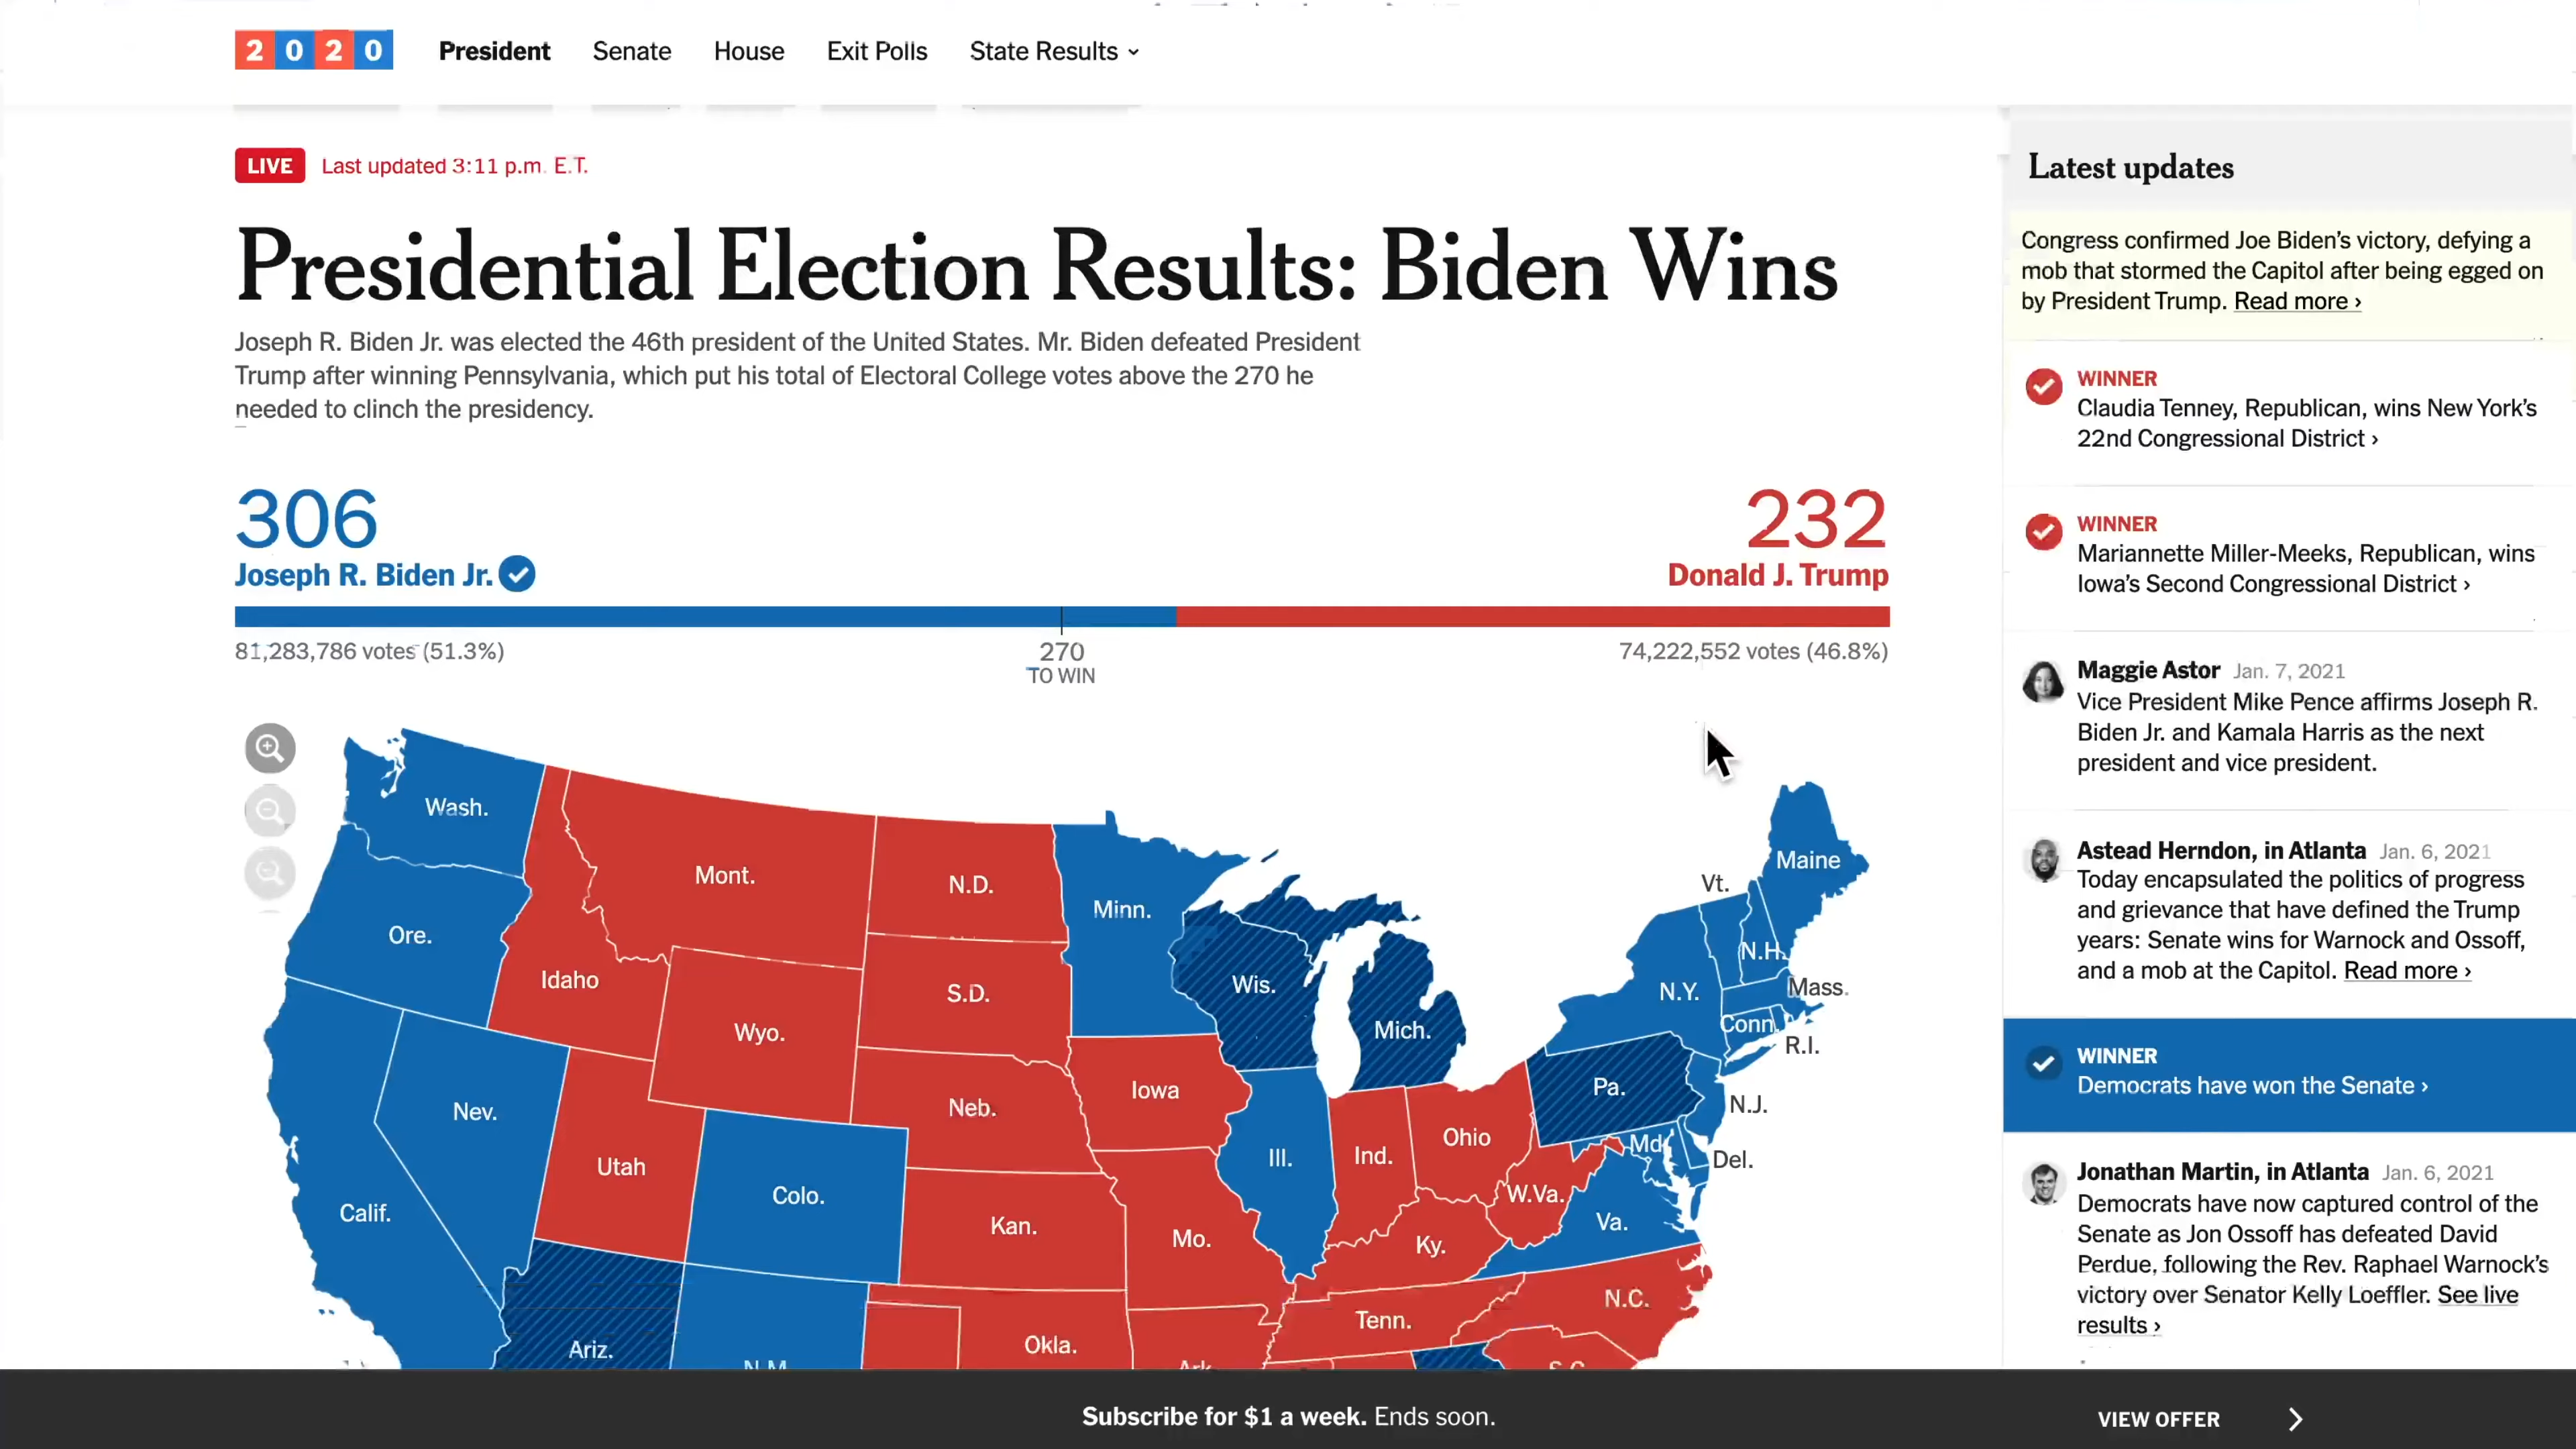 2020 President Senate House Exit Polls State Results
LIVE Last updated 3:11 p.m. E.T.
Presidential Election Results: Biden Wins
Joseph R. Biden Jr. was elected the 46th president of the United States. Mr. Biden defeated President
Trump after winning Pennsylvania, which put his total of Electoral College votes above the 270 he
needed to clinch the presidency.
306
232
Joseph R. Biden Jr.
Donald J. Trump
81,283,786 votes (51.3%)
270
TO WIN
74,222,552 votes (46.8%)
Wash.
Mont.
N.D.
Minn.
Maine
Vt.
Ore.
Idaho
S.D.
Wis.
Mich.
N.Y.
N.H.
Mass.
Conn.
R.I.
Wyo.
Nev.
Neb.
Iowa
Pa.
N.J.
Utah
Colo.
Ill.
Ind.
Ohio
Md.
Del.
Calif.
Kan.
Mo.
W.Va.
Va.
Ky.
N.C.
Tenn.
Ariz.
Okla.
Latest updates
Congress confirmed Joe Biden's victory, defying a
mob that stormed the Capitol after being egged on
by President Trump. Read more ›
WINNER
Claudia Tenney, Republican, wins New York's
22nd Congressional District ›
WINNER
Mariannette Miller-Meeks, Republican, wins
Iowa's Second Congressional District ›
Maggie Astor Jan. 7, 2021
Vice President Mike Pence affirms Joseph R.
Biden Jr. and Kamala Harris as the next
president and vice president.
Astead Herndon, in Atlanta Jan. 6, 2021
Today encapsulated the politics of progress
and grievance that have defined the Trump
years: Senate wins for Warnock and Ossoff,
and a mob at the Capitol. Read more ›
WINNER
Democrats have won the Senate ›
Jonathan Martin, in Atlanta Jan. 6, 2021
Democrats have now captured control of the
Senate as Jon Ossoff has defeated David
Perdue, following the Rev. Raphael Warnock's
victory over Senator Kelly Loeffler. See live
results ›
Subscribe for $1 a week. Ends soon.
VIEW OFFER